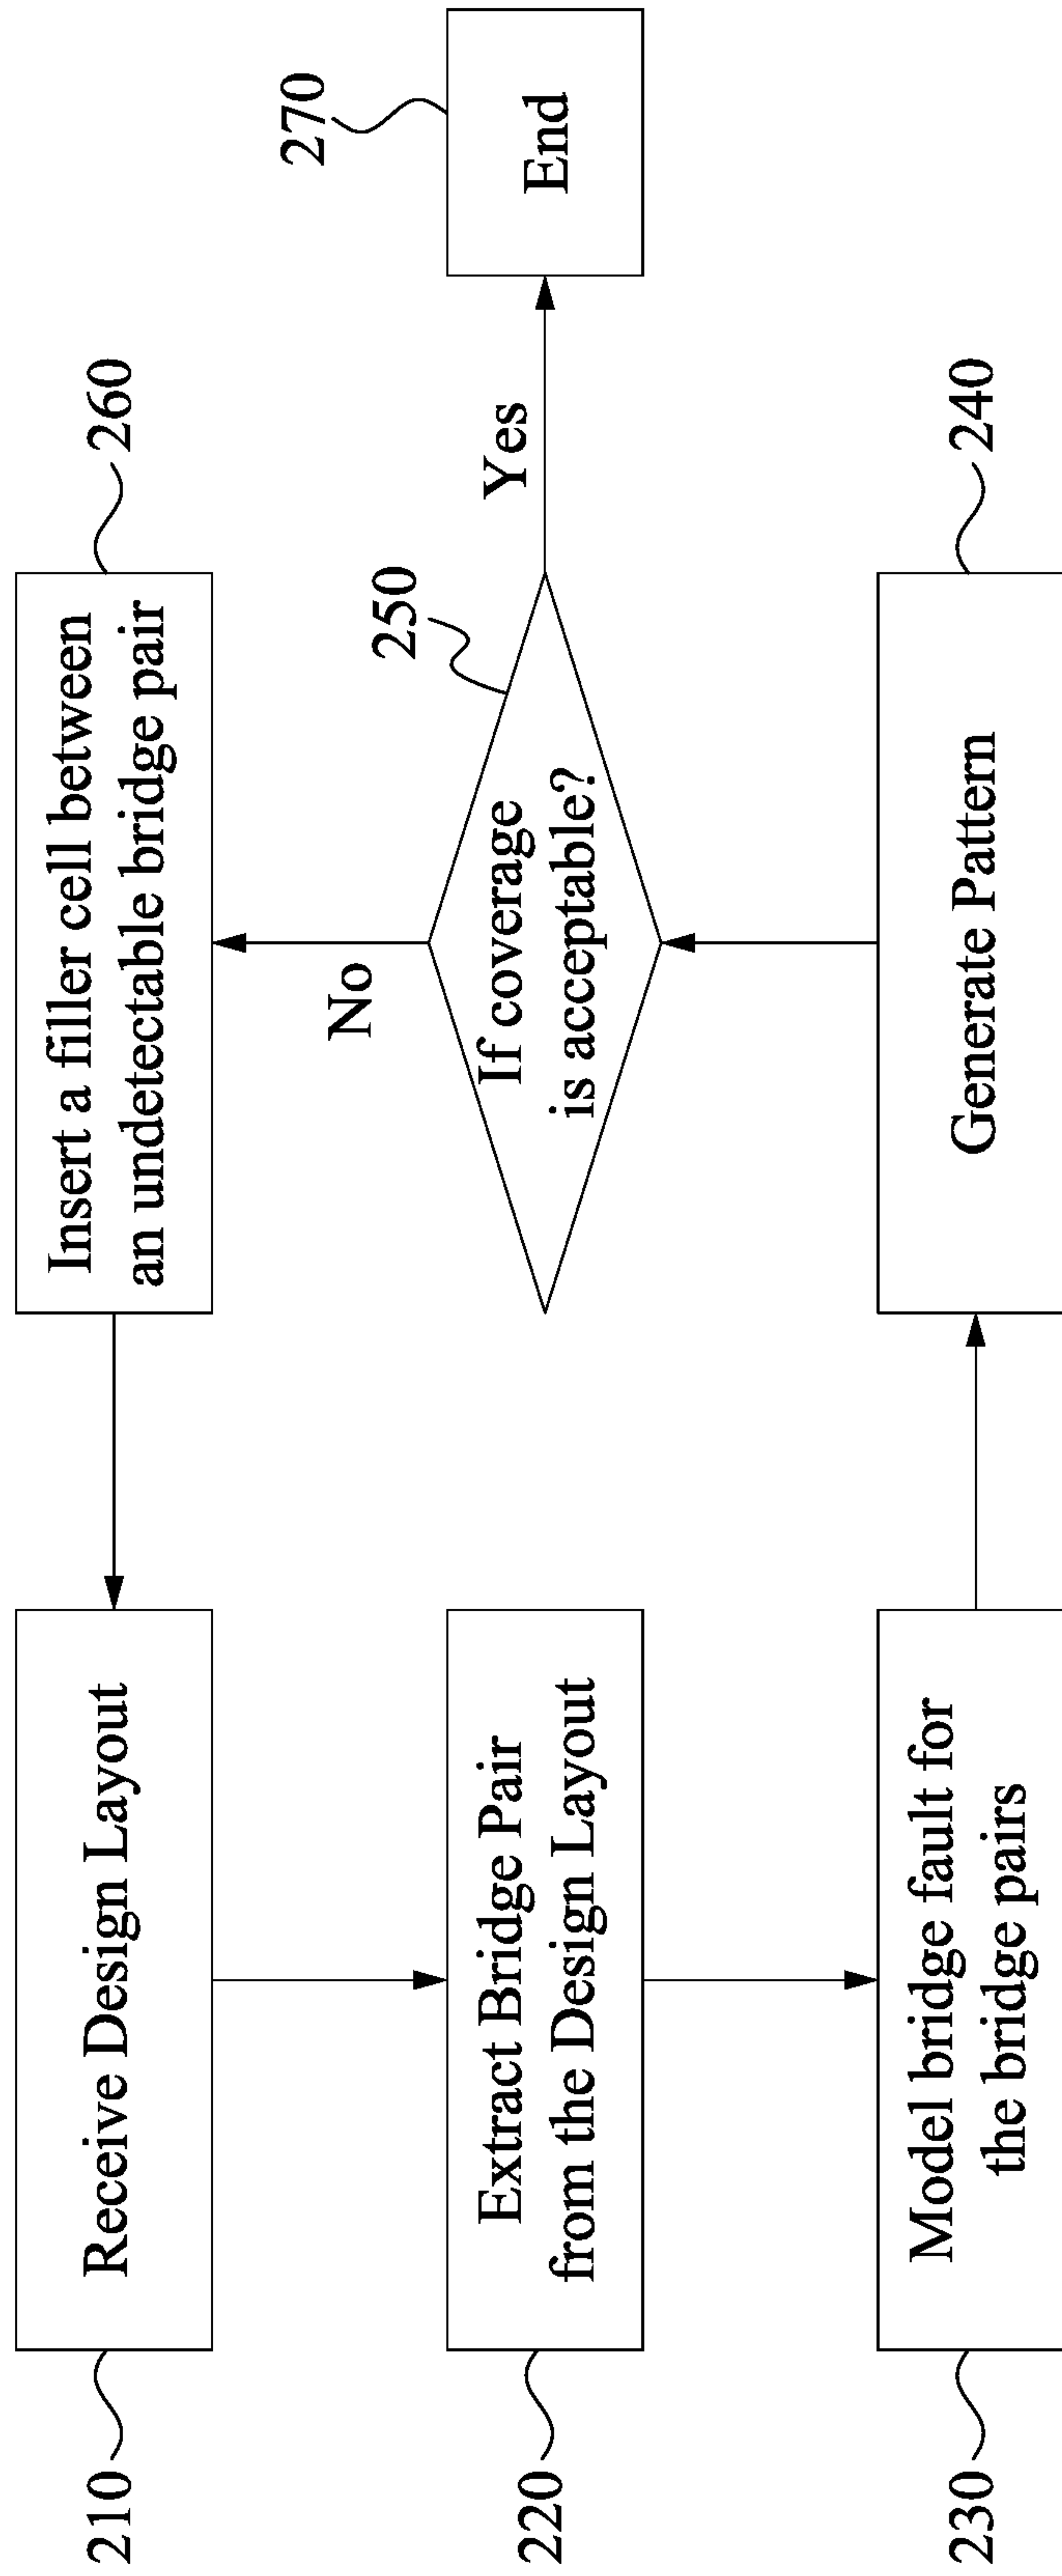 210
Receive Design Layout
220
Extract Bridge Pair
from the Design Layout
230
Model bridge fault for
the bridge pairs
240
Generate Pattern
250
If coverage
is acceptable?
No
Yes
260
Insert a filler cell between
an undetectable bridge pair
270
End